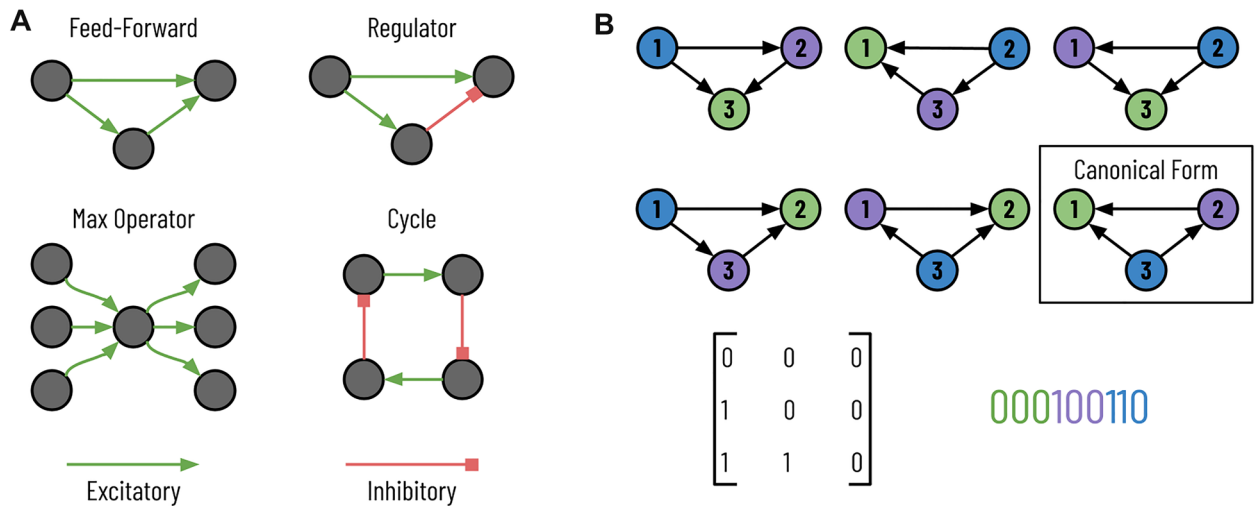 A
Feed-Forward
Regulator
Max Operator
Cycle
Excitatory
Inhibitory
B
1 2 3
1 2 3
1 2 3
1 2 3
1 2 3
Canonical Form
1 2 3
0 0 0
1 0 0
1 1 0
000100110